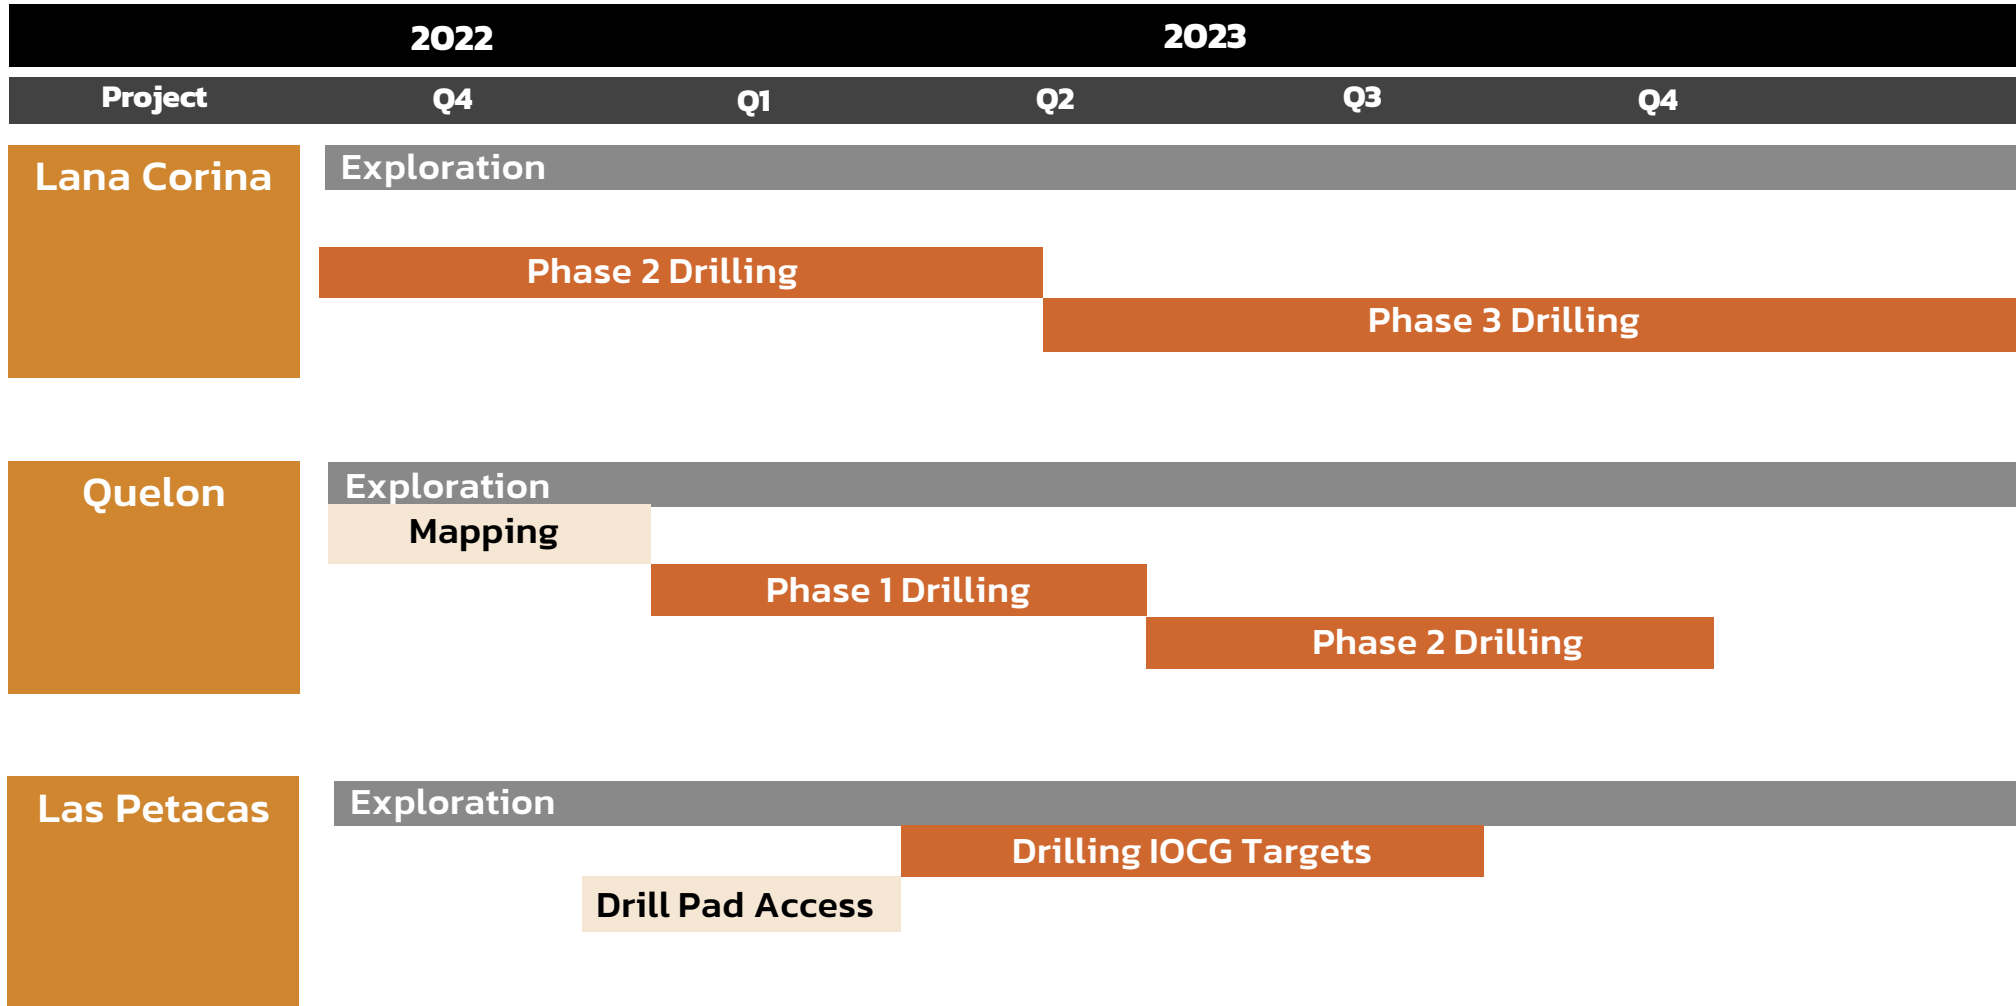 2022 2023
Project Q4 Q1 Q2 Q3 Q4
Lana Corina
Exploration
Phase 2 Drilling
Phase 3 Drilling
Quelon
Exploration
Mapping
Phase 1 Drilling
Phase 2 Drilling
Las Petacas
Exploration
Drilling IOCG Targets
Drill Pad Access